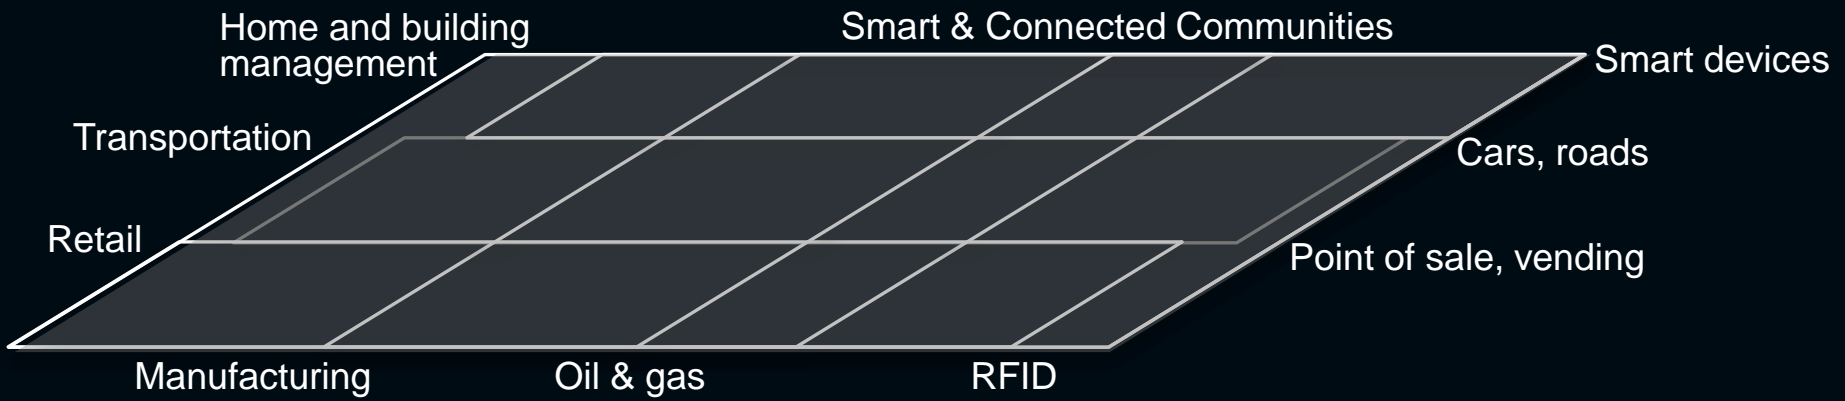 Home and building
management
Smart & Connected Communities
Smart devices
Transportation
Cars, roads
Retail
Point of sale, vending
Manufacturing
Oil & gas
RFID